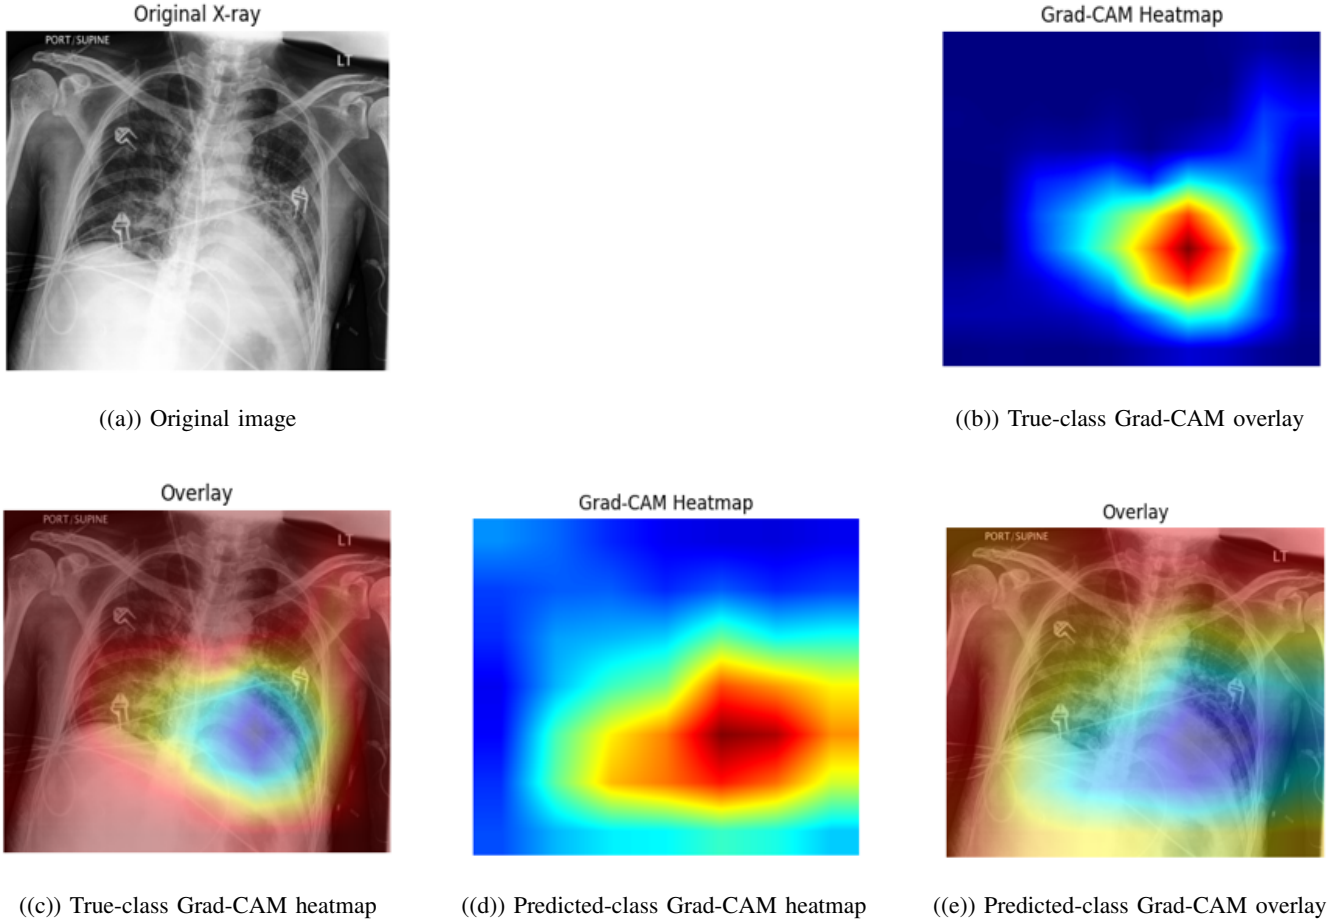 Original X-ray
Grad-CAM Heatmap
PORT/SUPINE
LT
((a)) Original image
((b)) True-class Grad-CAM overlay
Overlay
Grad-CAM Heatmap
Overlay
PORT/SUPINE
LT
PORT/SUPINE
LT
((c)) True-class Grad-CAM heatmap
((d)) Predicted-class Grad-CAM heatmap
((e)) Predicted-class Grad-CAM overlay